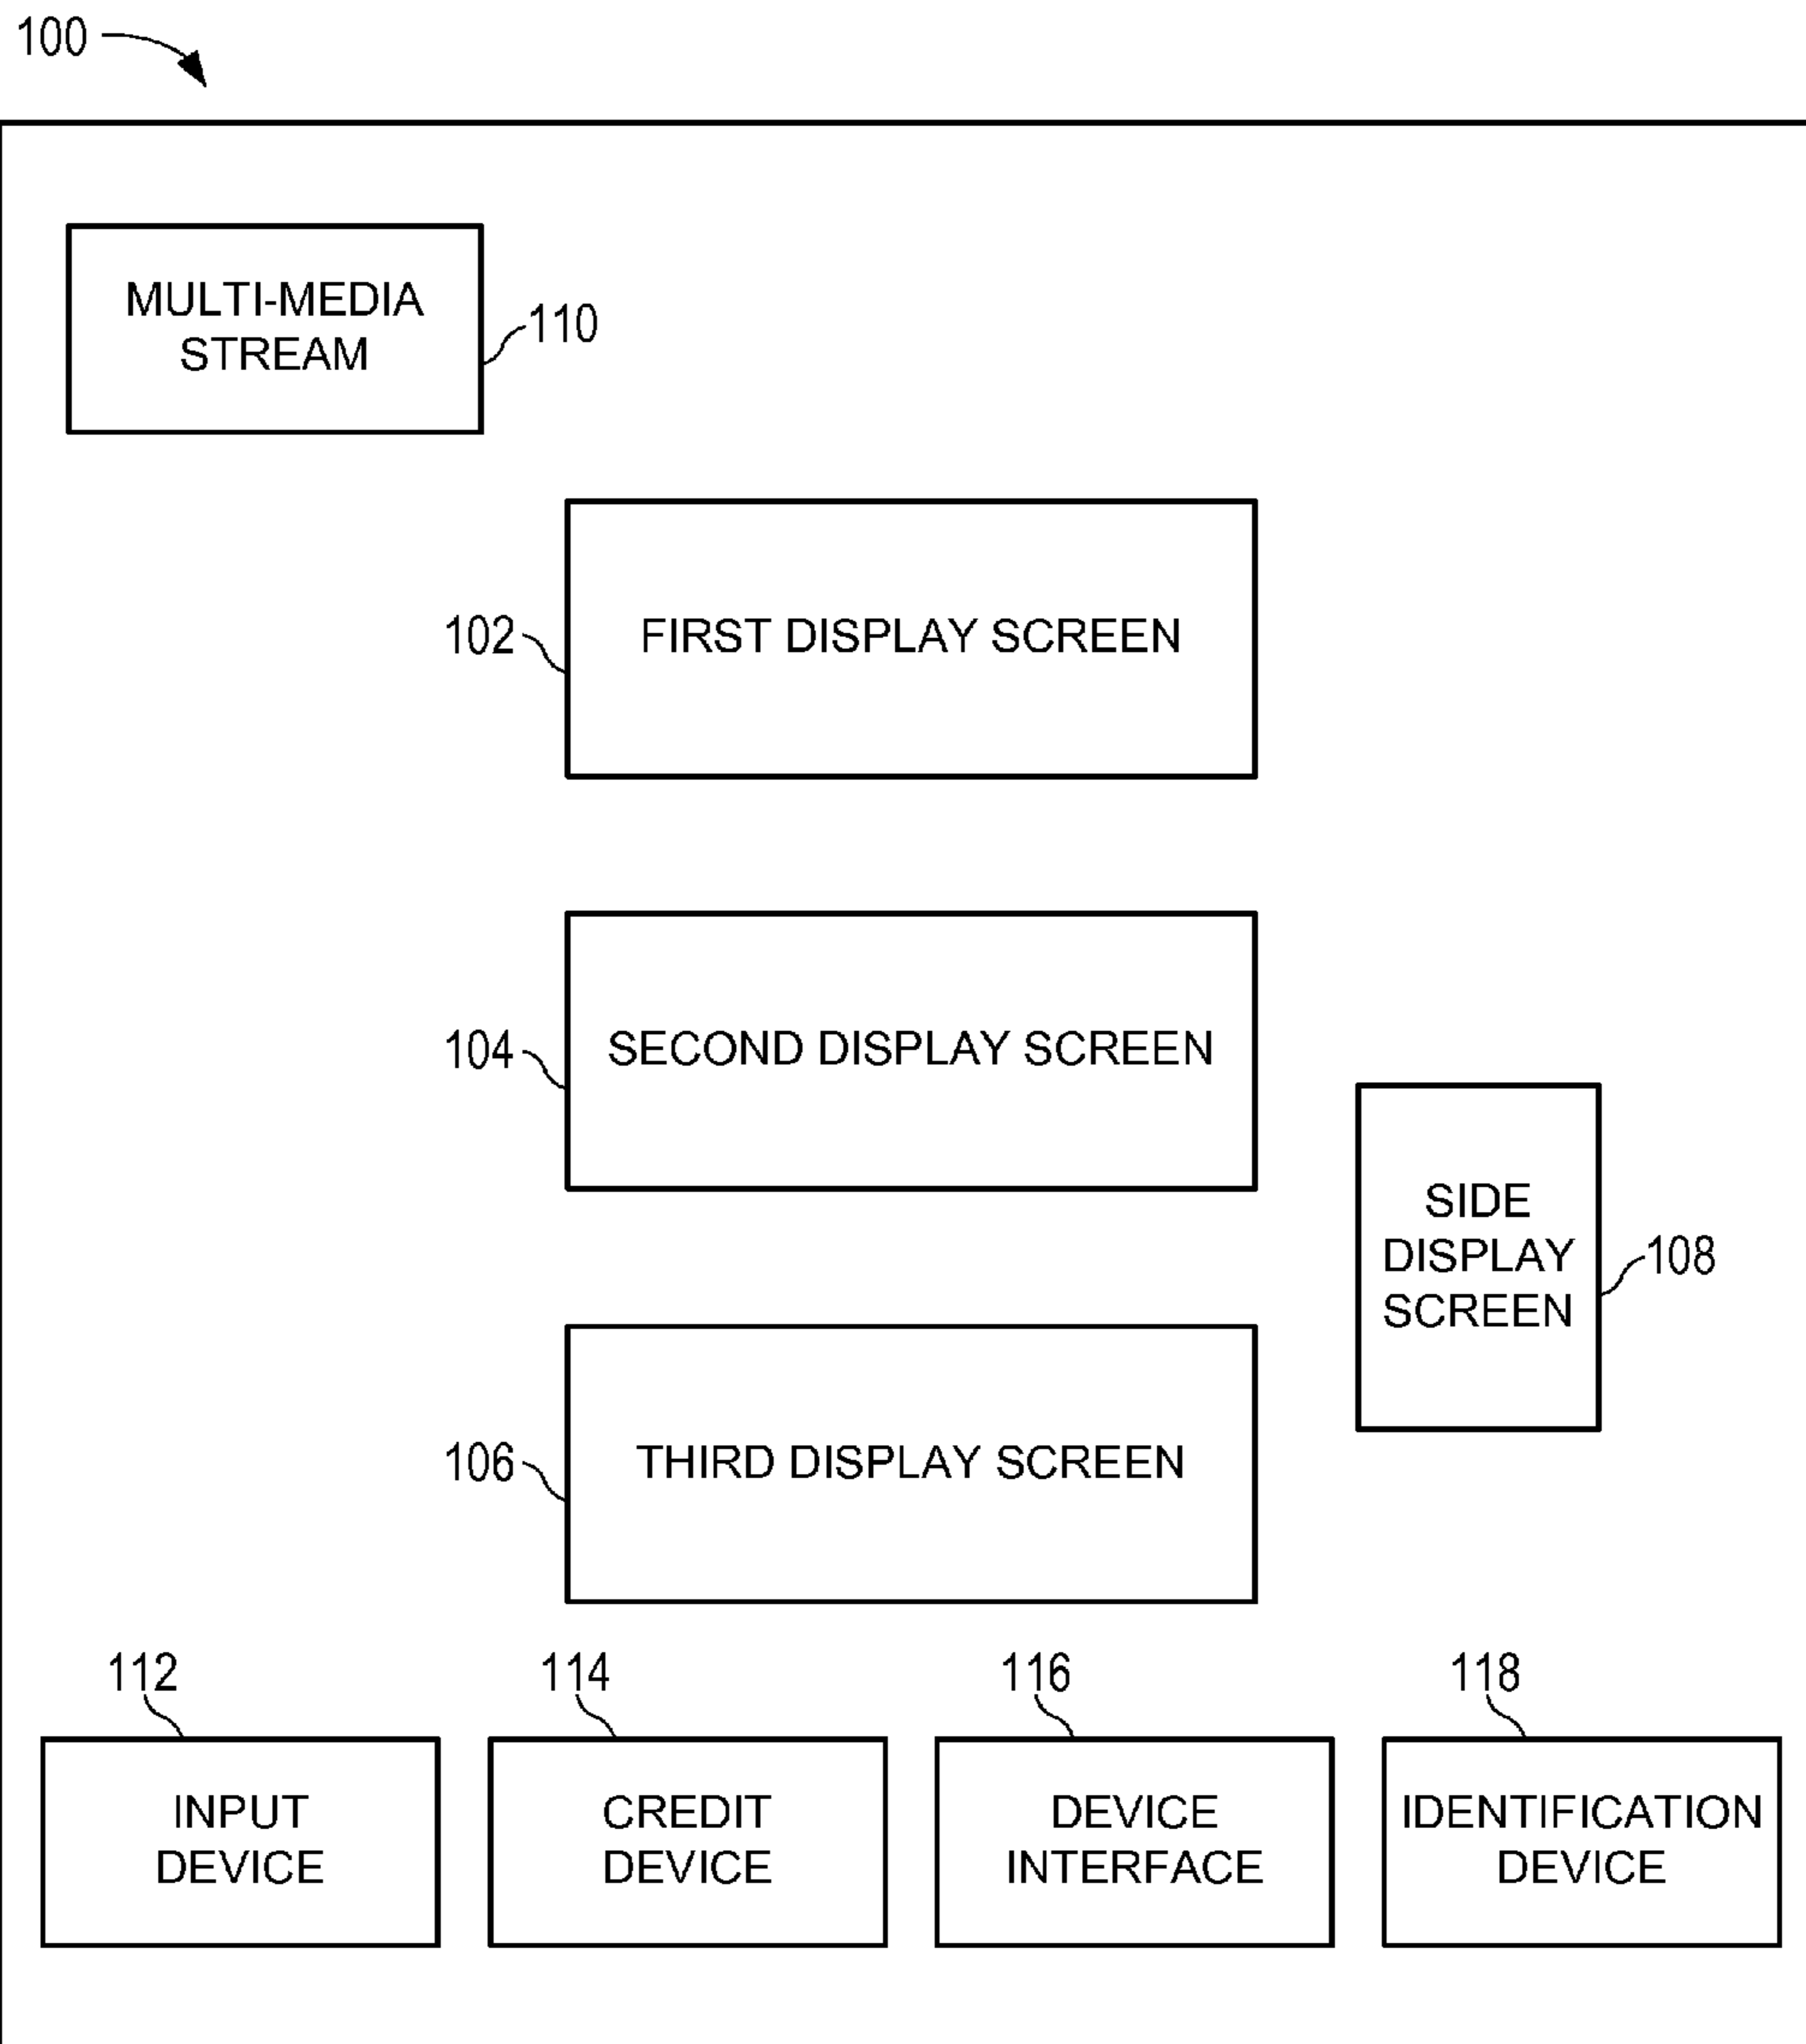 100
MULTI-MEDIA
STREAM
110
102
FIRST DISPLAY SCREEN
104
SECOND DISPLAY SCREEN
SIDE
DISPLAY
SCREEN
108
106
THIRD DISPLAY SCREEN
112
114
116
118
INPUT
DEVICE
CREDIT
DEVICE
DEVICE
INTERFACE
IDENTIFICATION
DEVICE